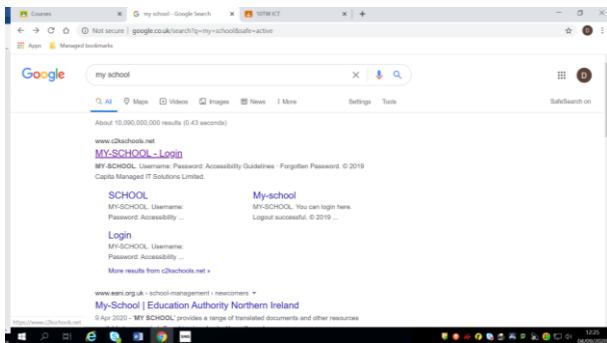 Courses
my school - Google Search
10TW ICT
Not secure | google.co.uk/search?q=my+school&safe=active
D
Apps
Managed bookmarks
Google
my school
D
All Maps Videos Images News More Settings Tools
SafeSearch on
About 10,090,000,000 results (0.43 seconds)
www.c2kschools.net
MY-SCHOOL - Login
MY-SCHOOL. Username: Password: Accessibility Guidelines · Forgotten Password. © 2019
Capita Managed IT Solutions Limited.
SCHOOL
MY-SCHOOL. Username:
Password: Accessibility ...
My-school
MY-SCHOOL. You can login here.
Logout successful. © 2019 ...
Login
MY-SCHOOL. Username:
Password: Accessibility ...
More results from c2kschools.net »
www.eani.org.uk › school-management › newcomers
My-School | Education Authority Northern Ireland
9 Apr 2020 - 'MY SCHOOL' provides a range of translated documents and other resources
https://www.c2kschools.net
12:25
04/09/2020